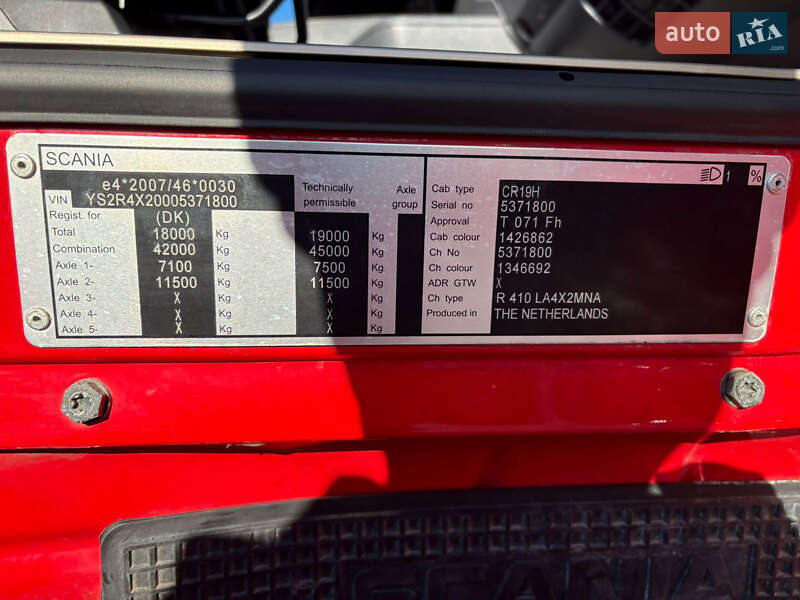 auto RIA .com
SCANIA
e4*2007/46*0030
VIN YS2R4X20005371800
Technically permissible
Axle group
Regist. for (DK)
Total 18000 Kg 19000 Kg
Combination 42000 Kg 45000 Kg
Axle 1- 7100 Kg 7500 Kg
Axle 2- 11500 Kg 11500 Kg
Axle 3- X Kg X Kg
Axle 4- X Kg X Kg
Axle 5- X Kg X Kg
1 %
Cab type CR19H
Serial no 5371800
Approval T 071 Fh
Cab colour 1426862
Ch No 5371800
Ch colour 1346692
ADR GTW X
Ch type R 410 LA4X2MNA
Produced in THE NETHERLANDS
SCANIA